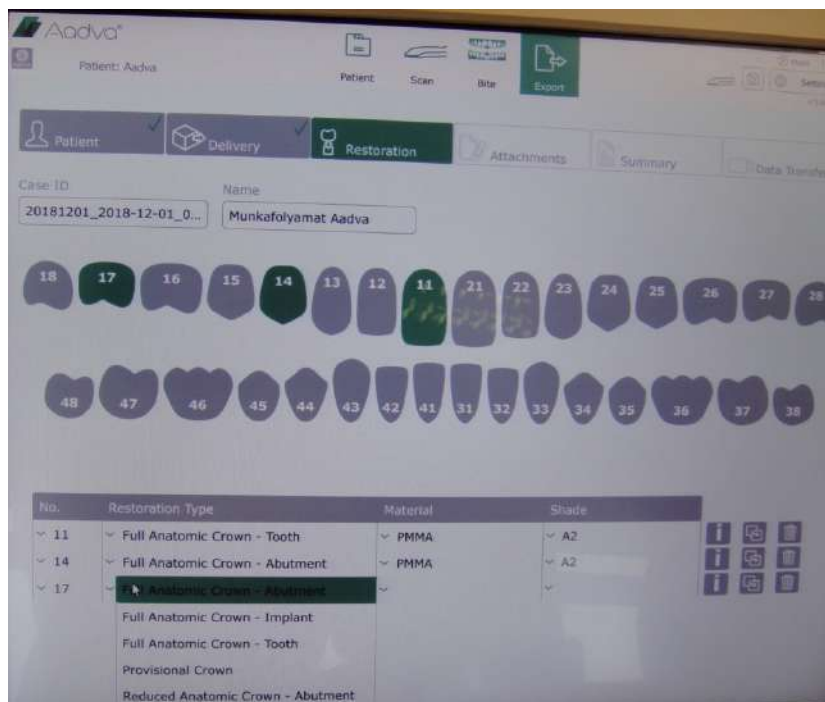 Aadva
Patient: Aadva
Patient
Scan
Bite
Export
Patient
Delivery
Restoration
Attachments
Summary
Data Transfer
Case ID
Name
20181201_2018-12-01_0...
Munkafolyamat Aadva
18 17 16 15 14 13 12 11 21 22 23 24 25 26 27 28
48 47 46 45 44 43 42 41 31 32 33 34 35 36 37 38
No. Restoration Type Material Shade
11 Full Anatomic Crown - Tooth PMMA A2
14 Full Anatomic Crown - Abutment PMMA A2
17 Full Anatomic Crown - Abutment
Full Anatomic Crown - Implant
Full Anatomic Crown - Tooth
Provisional Crown
Reduced Anatomic Crown - Abutment